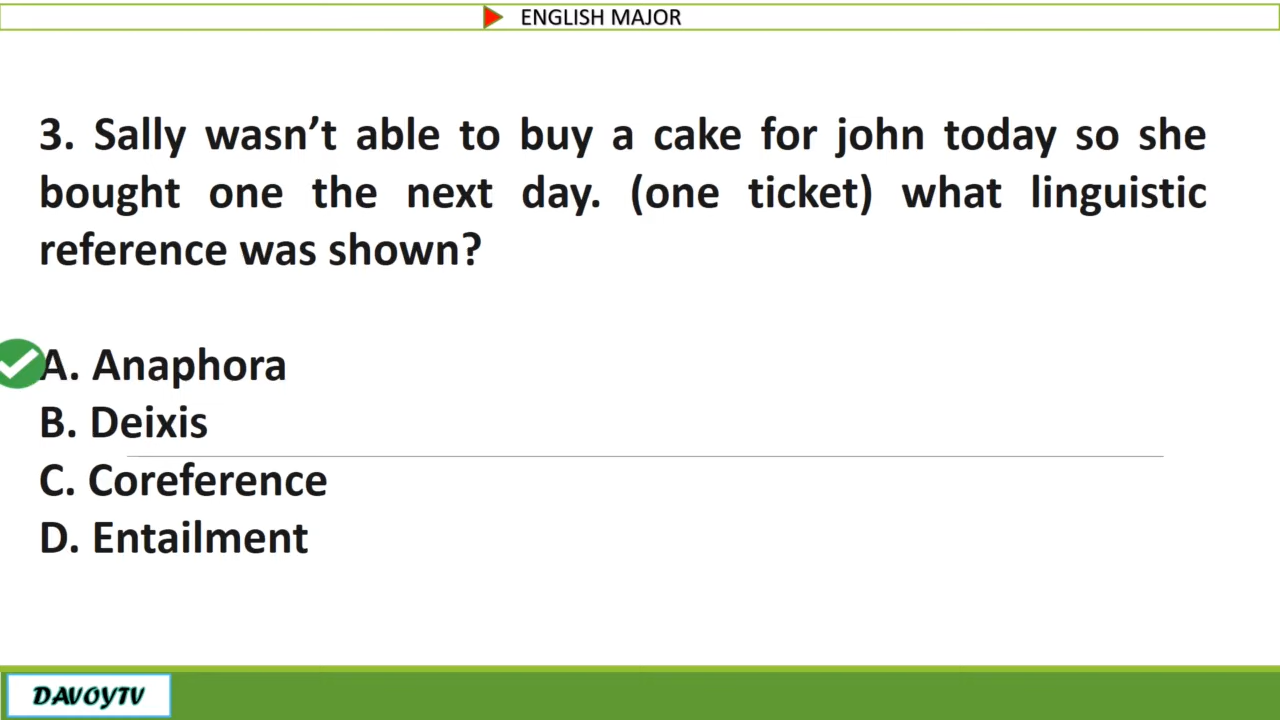 ENGLISH MAJOR
3. Sally wasn’t able to buy a cake for john today so she
bought one the next day. (one ticket) what linguistic
reference was shown?
A. Anaphora
B. Deixis
C. Coreference
D. Entailment
DAVOYTV